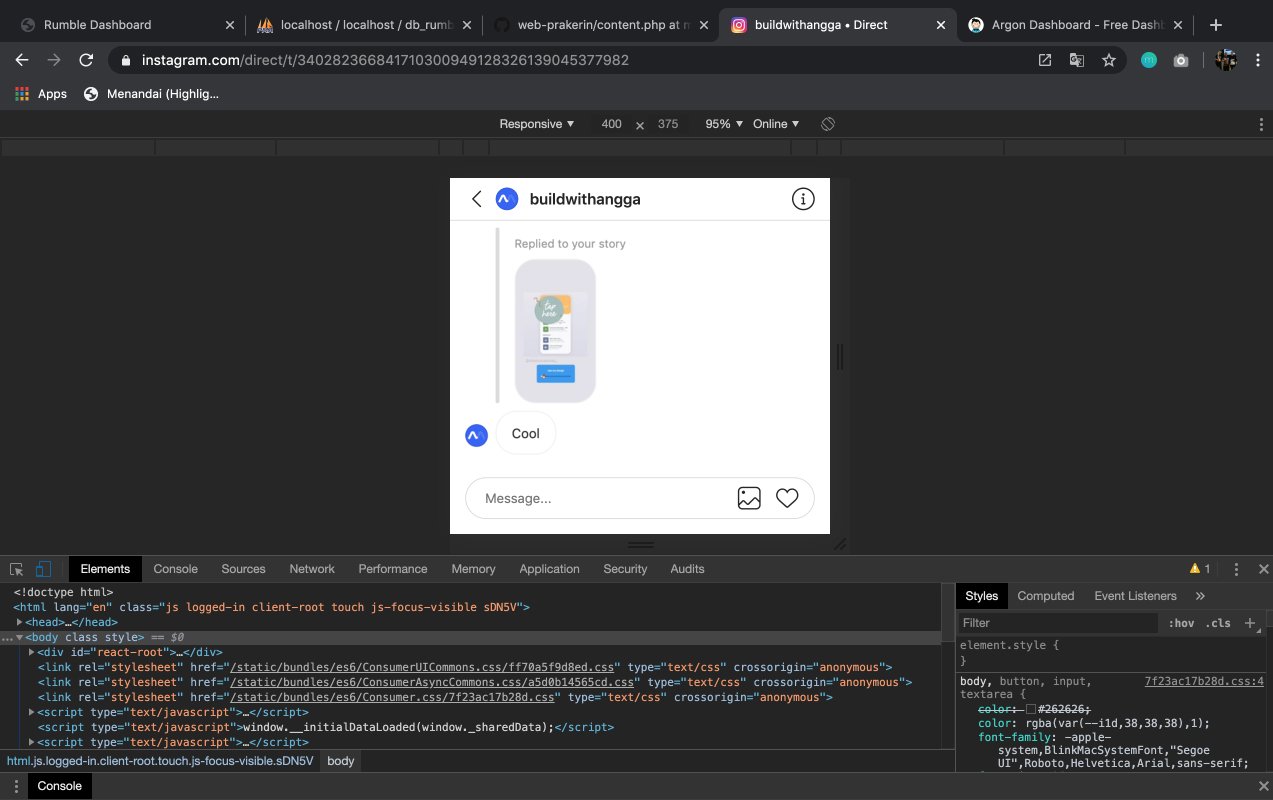 Rumble Dashboard
localhost / localhost / db_rumb
web-prakerin/content.php at m
buildwithangga • Direct
Argon Dashboard - Free Dashb
instagram.com/direct/t/340282366841710300949128326139045377982
m
Apps
Menandai (Highlig...
Responsive ▼ 400 × 375 95% ▼ Online ▼
buildwithangga
Replied to your story
tap
here
Cool
Message...
Elements Console Sources Network Performance Memory Application Security Audits 1
<!doctype html>
<html lang="en" class="js logged-in client-root touch js-focus-visible sDN5V">
<head>…</head>
…<body class style> == $0
<div id="react-root">…</div>
<link rel="stylesheet" href="/static/bundles/es6/ConsumerUICommons.css/ff70a5f9d8ed.css" type="text/css" crossorigin="anonymous">
<link rel="stylesheet" href="/static/bundles/es6/ConsumerAsyncCommons.css/a5d0b14565cd.css" type="text/css" crossorigin="anonymous">
<link rel="stylesheet" href="/static/bundles/es6/Consumer.css/7f23ac17b28d.css" type="text/css" crossorigin="anonymous">
<script type="text/javascript">…</script>
<script type="text/javascript">window.__initialDataLoaded(window._sharedData);</script>
<script type="text/javascript">…</script>
html.js.logged-in.client-root.touch.js-focus-visible.sDN5V body
Console
Styles Computed Event Listeners »
Filter :hov .cls +
element.style {
}
body, button, input, 7f23ac17b28d.css:4
textarea {
color: #262626;
color: rgba(var(--i1d,38,38,38),1);
font-family: -apple-
system,BlinkMacSystemFont,"Segoe
UI",Roboto,Helvetica,Arial,sans-serif;